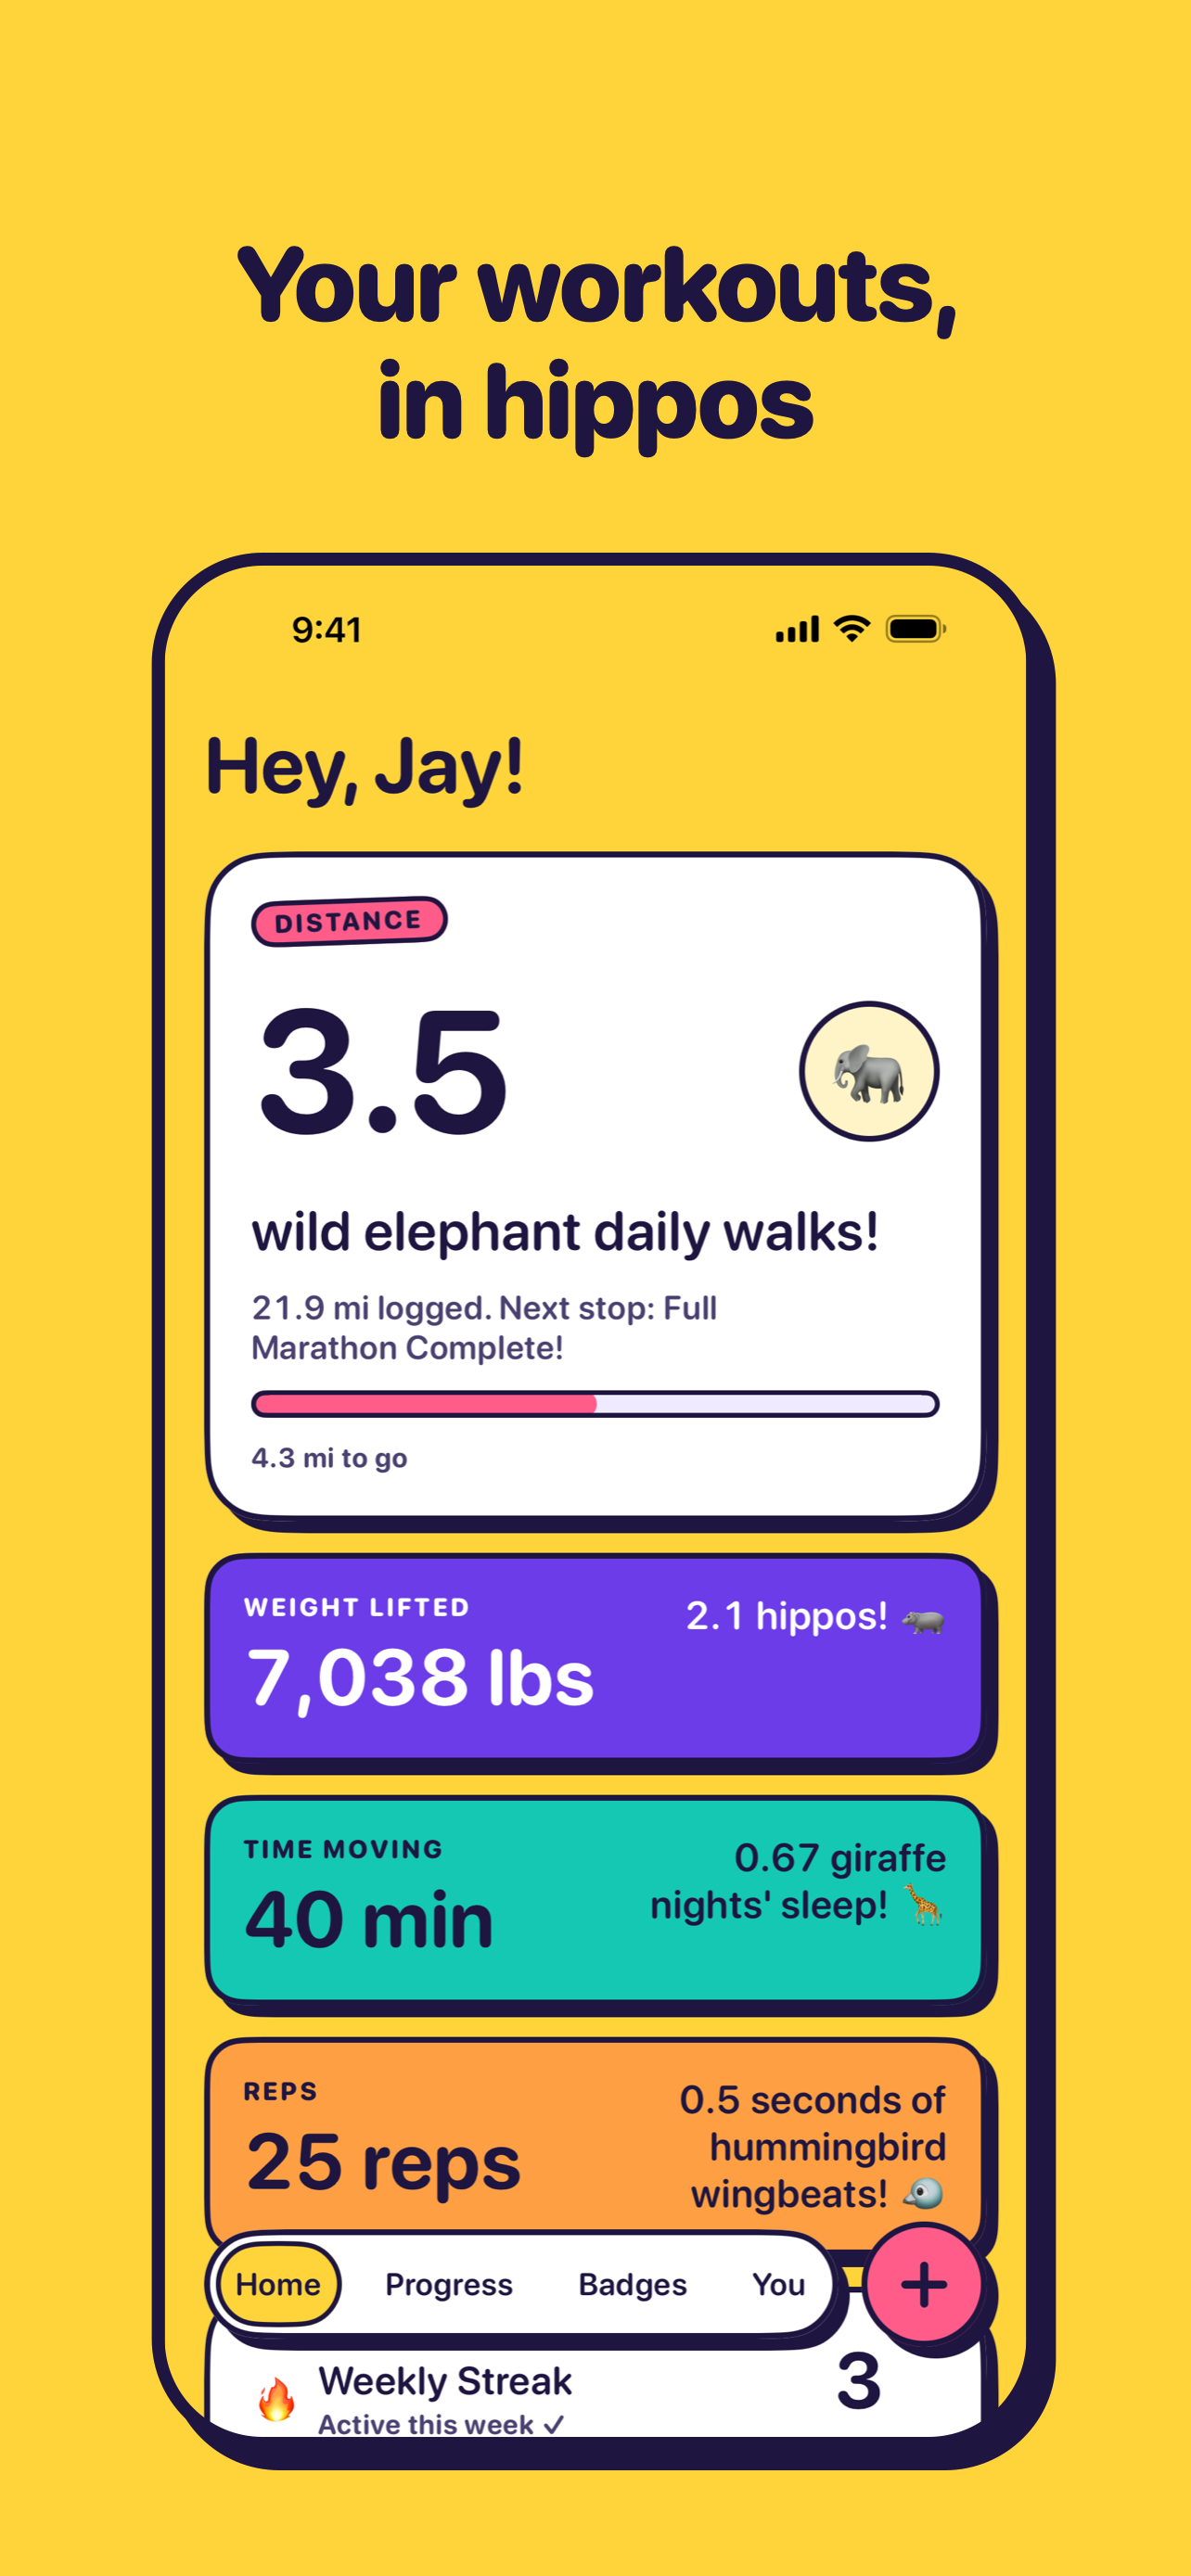 Your workouts,
in hippos
9:41
Hey, Jay!
DISTANCE
3.5
wild elephant daily walks!
21.9 mi logged. Next stop: Full
Marathon Complete!
4.3 mi to go
WEIGHT LIFTED
2.1 hippos! 🦛
7,038 lbs
TIME MOVING
0.67 giraffe
nights' sleep! 🦒
40 min
REPS
0.5 seconds of
hummingbird
wingbeats! 🐦
25 reps
Home
Progress
Badges
You
+
Weekly Streak
3
Active this week ✓